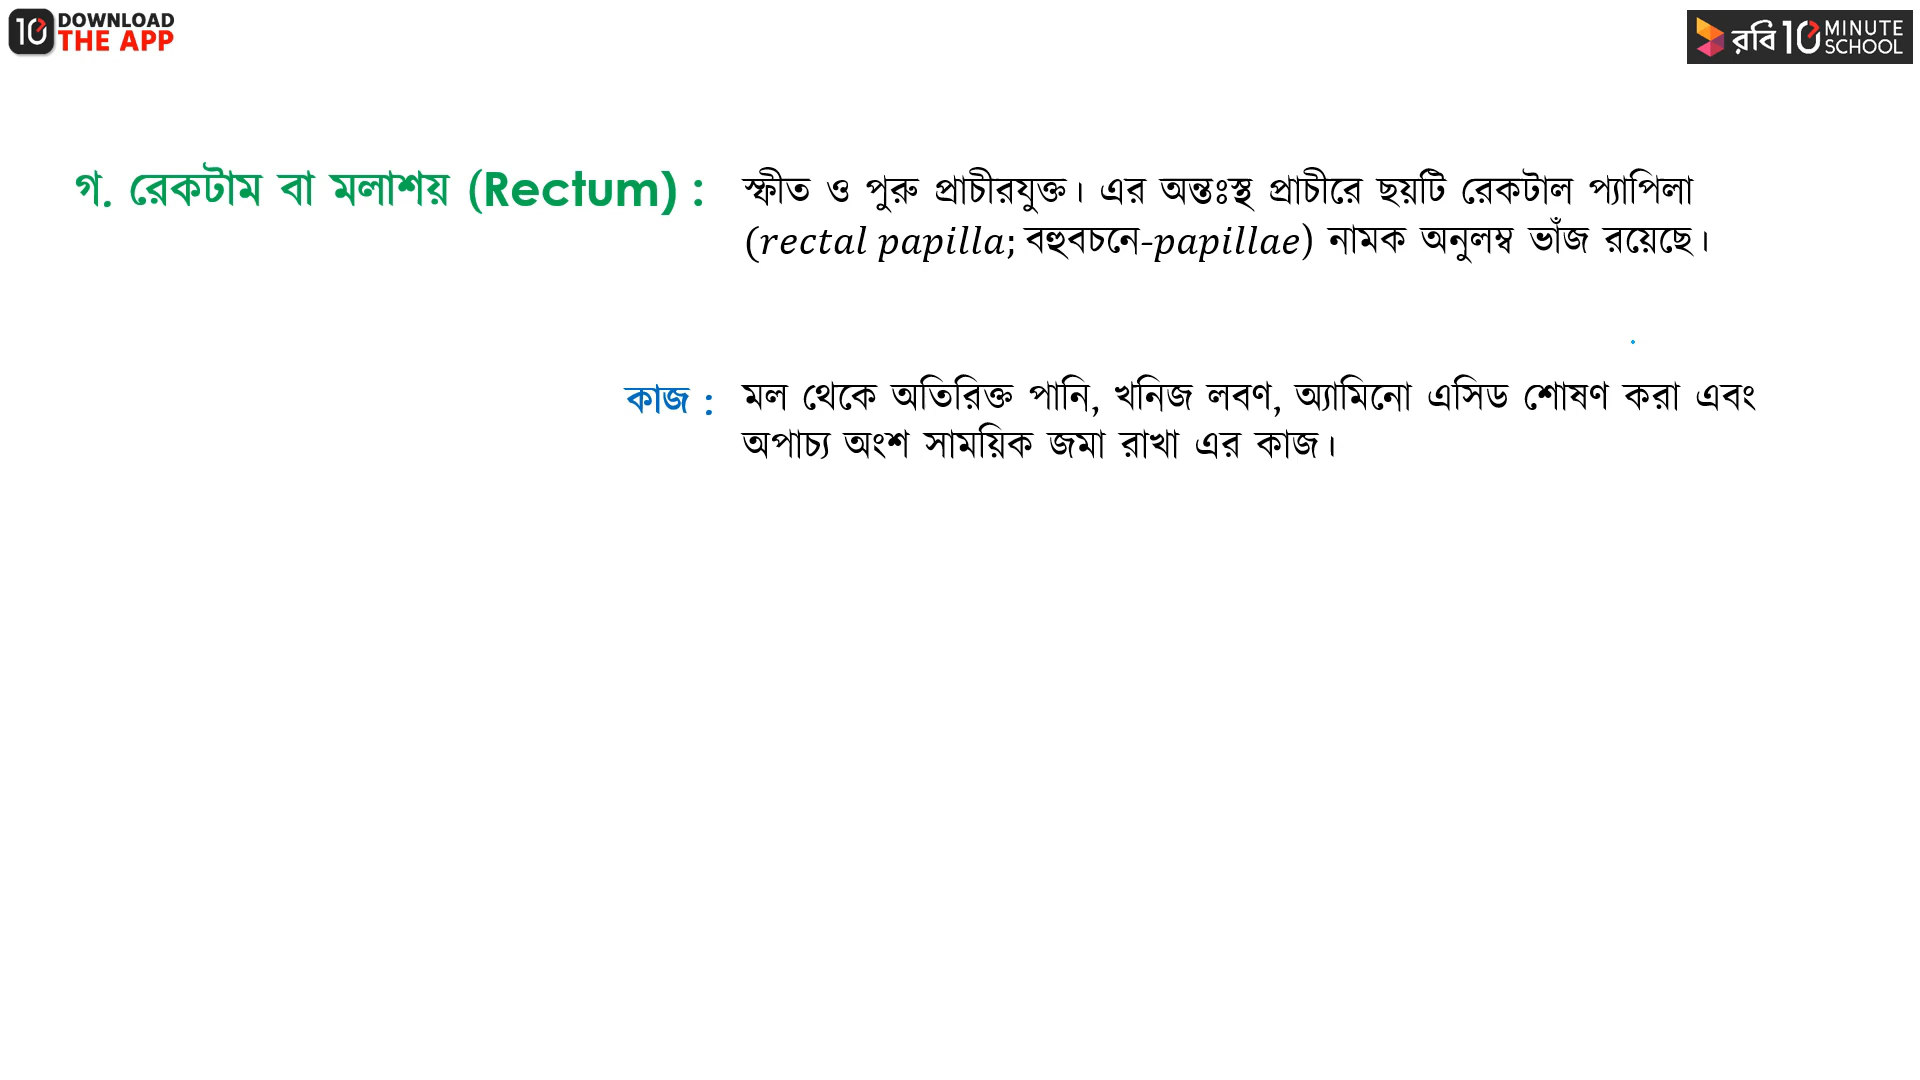 10 DOWNLOAD THE APP
রবি 10 MINUTE SCHOOL
গ. রেকটাম বা মলাশয় (Rectum) : স্ফীত ও পুরু প্রাচীরযুক্ত। এর অন্তঃস্থ প্রাচীরে ছয়টি রেকটাল প্যাপিলা
(rectal papilla; বহুবচনে-papillae) নামক অনুলম্ব ভাঁজ রয়েছে।
কাজ : মল থেকে অতিরিক্ত পানি, খনিজ লবণ, অ্যামিনো এসিড শোষণ করা এবং
অপাচ্য অংশ সাময়িক জমা রাখা এর কাজ।